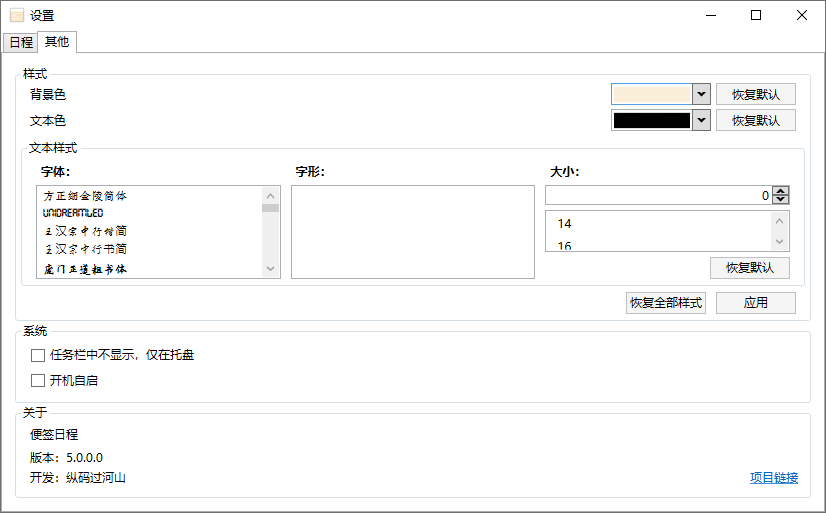 设置
日程 其他
样式
背景色 恢复默认
文本色 恢复默认
文本样式
字体： 字形： 大小：
方正细金陵简体
UNIDREAMLED
王汉宗中行楷简
王汉宗中行书简
虎门正道粗书体
0
14
16
恢复默认
恢复全部样式 应用
系统
任务栏中不显示，仅在托盘
开机自启
关于
便签日程
版本：5.0.0.0
开发：纵码过河山 项目链接